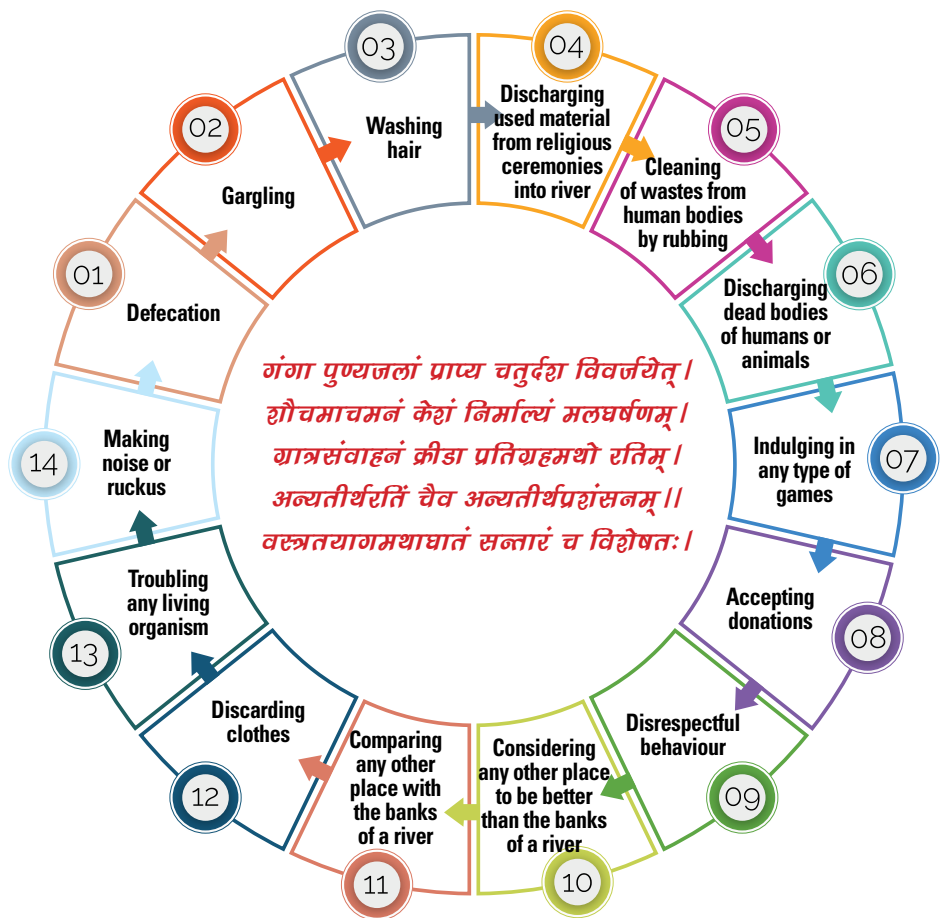 01
Defecation
02
Gargling
03
Washing
hair
04
Discharging
used material
from religious
ceremonies
into river
05
Cleaning
of wastes from
human bodies
by rubbing
06
Discharging
dead bodies
of humans or
animals
07
Indulging in
any type of
games
08
Accepting
donations
09
Disrespectful
behaviour
10
Considering
any other place
to be better
than the banks
of a river
11
Comparing
any other
place with
the banks
of a river
12
Discarding
clothes
13
Troubling
any living
organism
14
Making
noise or
ruckus
गंगा पुण्यजलां प्राप्य चतुर्दश विवर्जयेत्।
शौचमाचमनं केशं निर्माल्यं मलघर्षणम्।
ग्रात्रसंवाहनं क्रीडा प्रतिग्रहमथो रतिम्।
अन्यतीर्थरतिं चैव अन्यतीर्थप्रशंसनम्।।
वस्त्रतयागमथाघातं सन्तारं च विशेषतः।